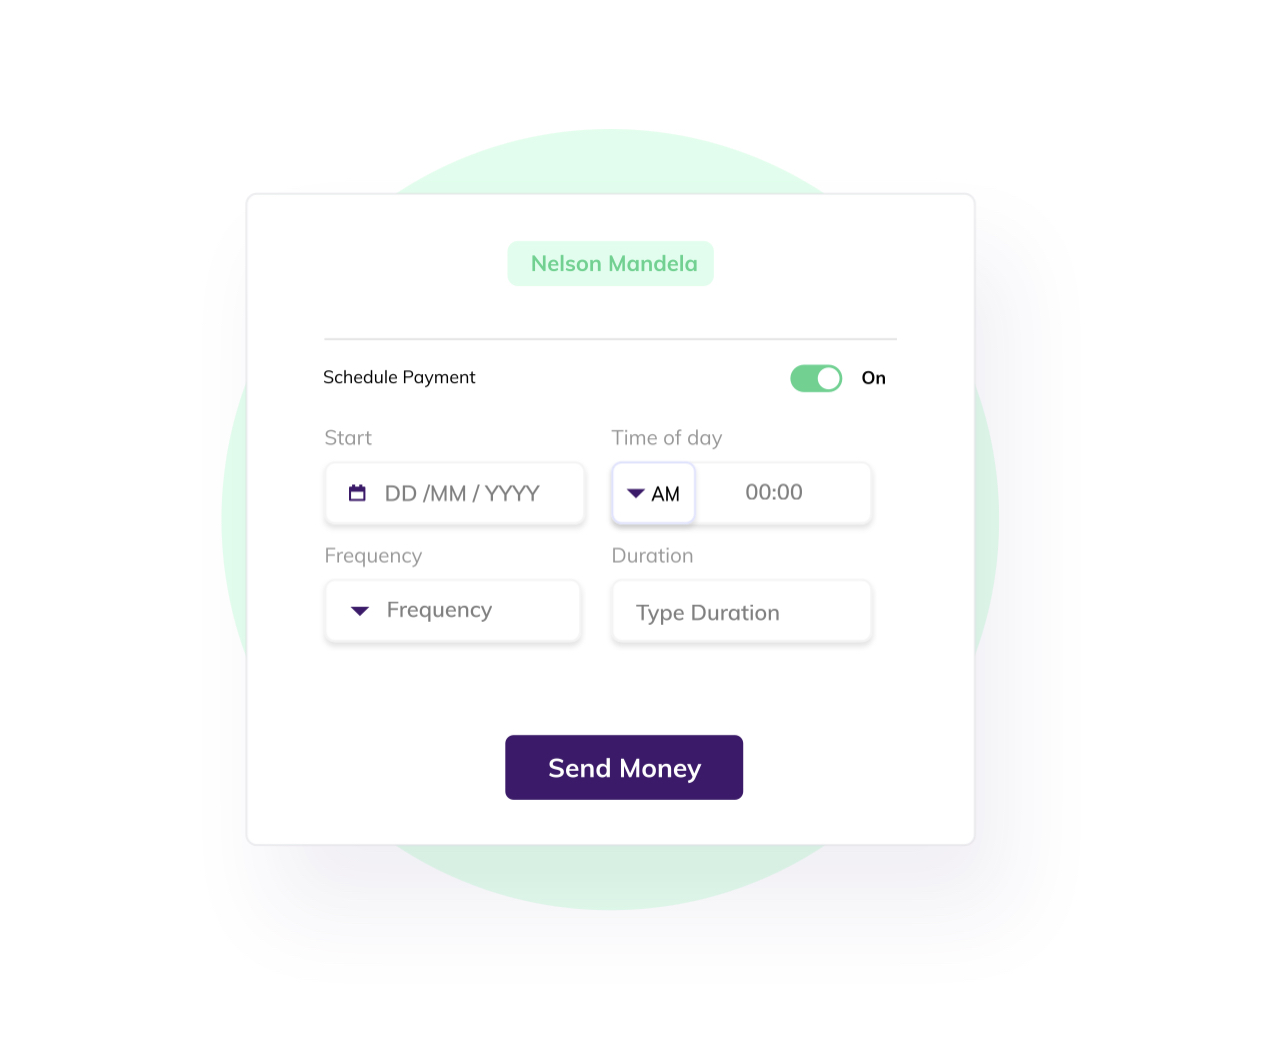 Nelson Mandela
Schedule Payment On
Start Time of day
DD /MM / YYYY AM 00:00
Frequency Duration
Frequency Type Duration
Send Money